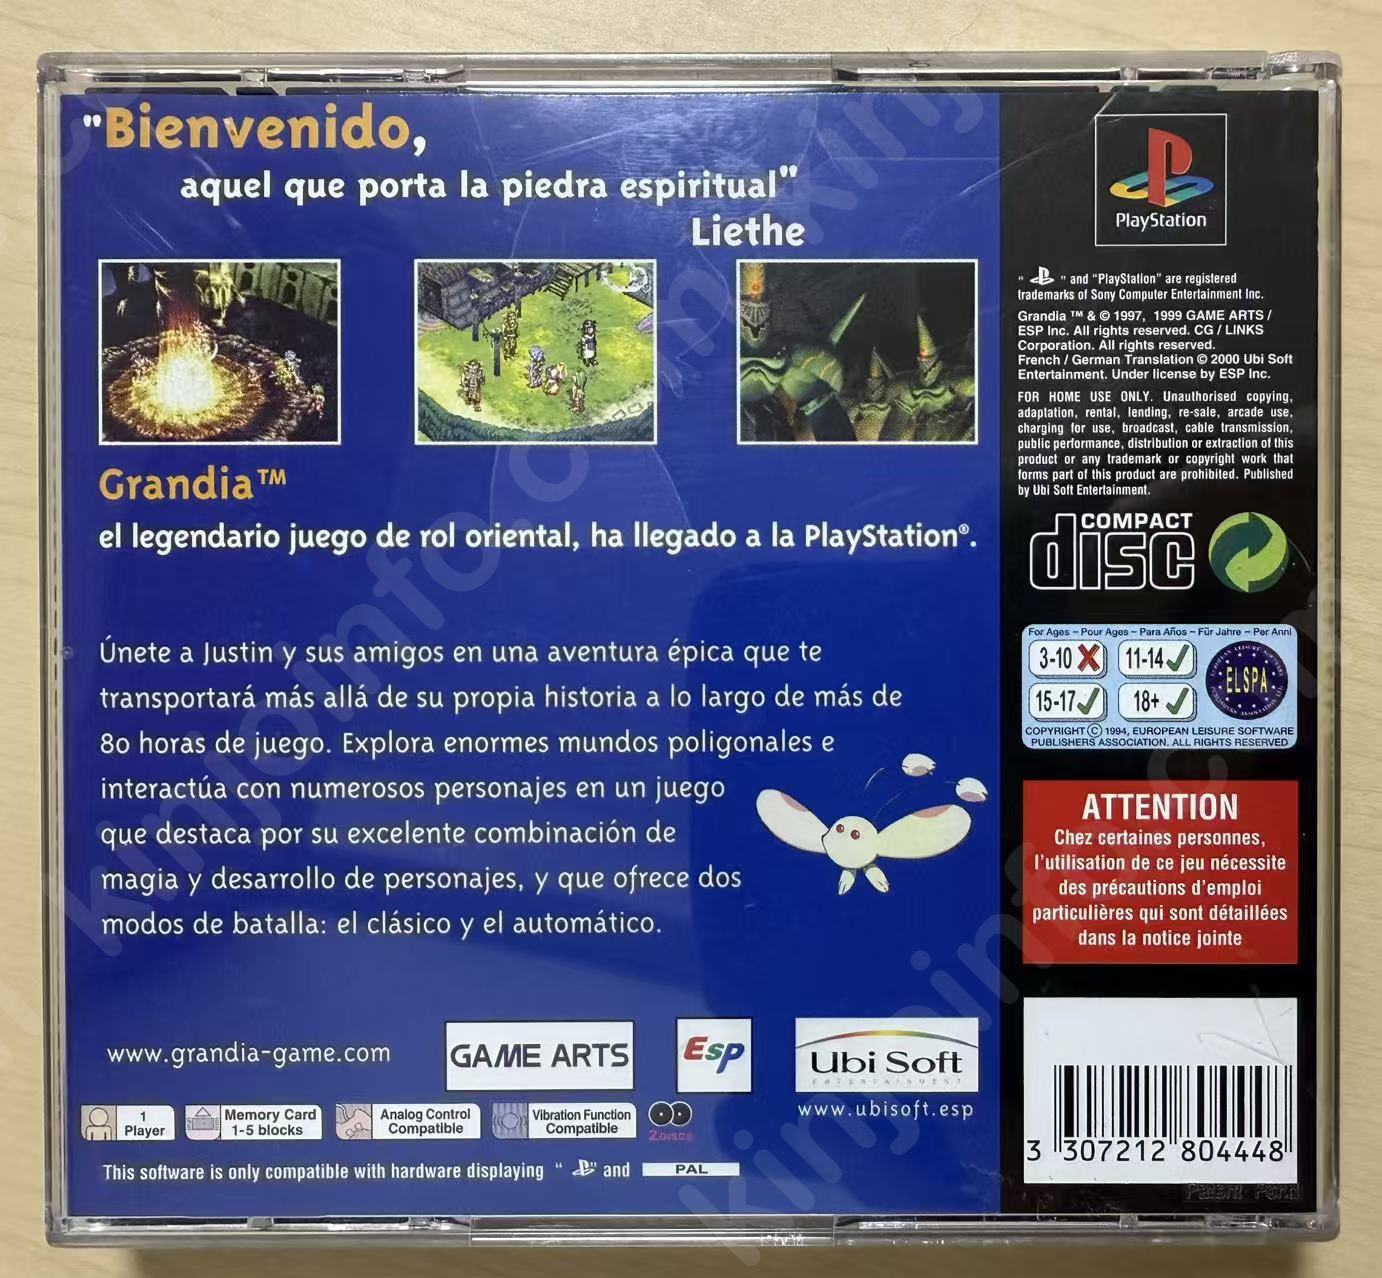 "Bienvenido,
aquel que porta la piedra espiritual"
Liethe
Grandia™
el legendario juego de rol oriental, ha llegado a la PlayStation®.
Únete a Justin y sus amigos en una aventura épica que te
transportará más allá de su propia historia a lo largo de más de
80 horas de juego. Explora enormes mundos poligonales e
interactúa con numerosos personajes en un juego
que destaca por su excelente combinación de
magia y desarrollo de personajes, y que ofrece dos
modos de batalla: el clásico y el automático.
www.grandia-game.com
GAME ARTS
Esp
Ubi Soft
ENTERTAINMENT
www.ubisoft.esp
1
Player
Memory Card
1-5 blocks
Analog Control
Compatible
Vibration Function
Compatible
2 DISCS
This software is only compatible with hardware displaying " " and PAL
PlayStation
" " and "PlayStation" are registered
trademarks of Sony Computer Entertainment Inc.
Grandia ™ & © 1997, 1999 GAME ARTS /
ESP Inc. All rights reserved. CG / LINKS
Corporation. All rights reserved.
French / German Translation © 2000 Ubi Soft
Entertainment. Under license by ESP Inc.
FOR HOME USE ONLY. Unauthorised copying,
adaptation, rental, lending, re-sale, arcade use,
charging for use, broadcast, cable transmission,
public performance, distribution or extraction of this
product or any trademark or copyright work that
forms part of this product are prohibited. Published
by Ubi Soft Entertainment.
COMPACT
disc
For Ages ~ Pour Ages ~ Para Años ~ Für Jahre ~ Per Anni
3-10 11-14
15-17 18+
ELSPA
COPYRIGHT © 1994, EUROPEAN LEISURE SOFTWARE
PUBLISHERS ASSOCIATION. ALL RIGHTS RESERVED
ATTENTION
Chez certaines personnes,
l'utilisation de ce jeu nécessite
des précautions d'emploi
particulières qui sont détaillées
dans la notice jointe
3 307212 804448
Patent Pend
kinjoinfo.com